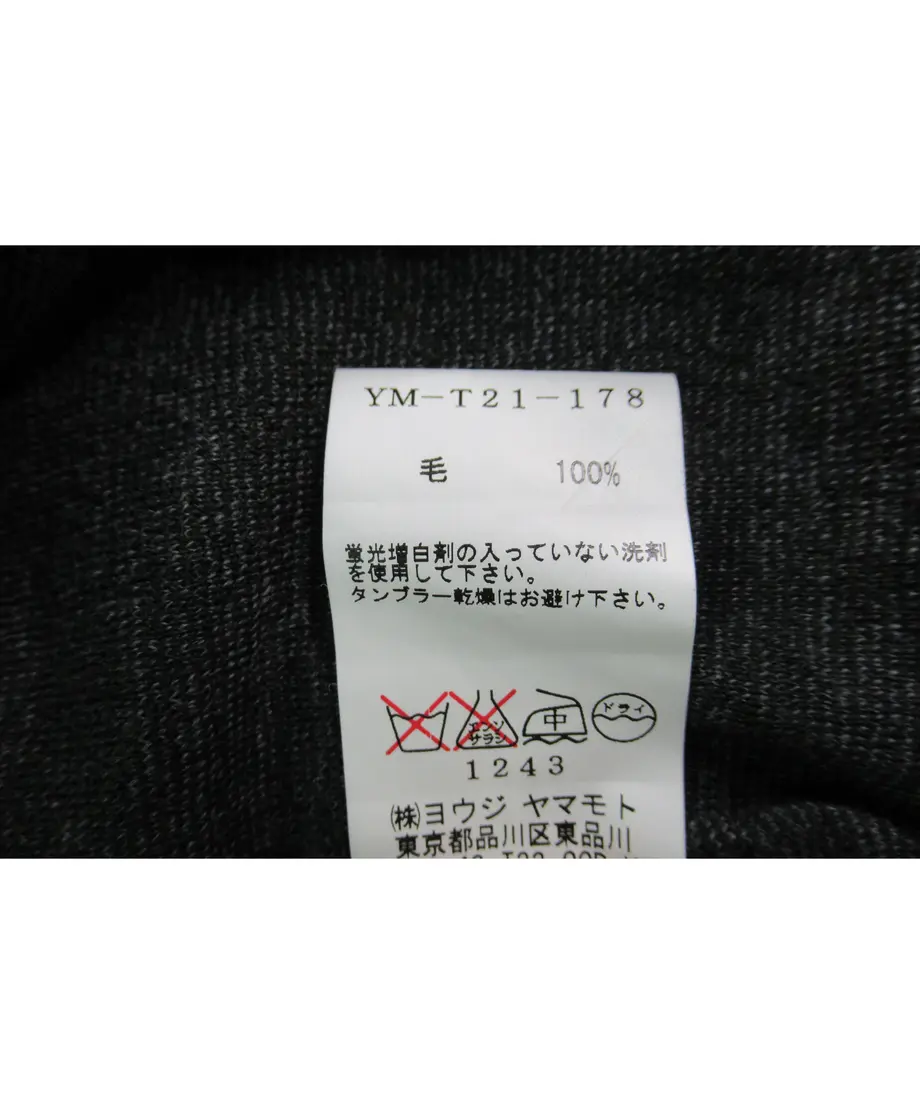 YM-T21-178
毛 100%
蛍光増白剤の入っていない洗剤
を使用して下さい。
タンブラー乾燥はお避け下さい。
エンソ
サラシ
中
ドライ
1243
(株)ヨウジ ヤマモト
東京都品川区東品川